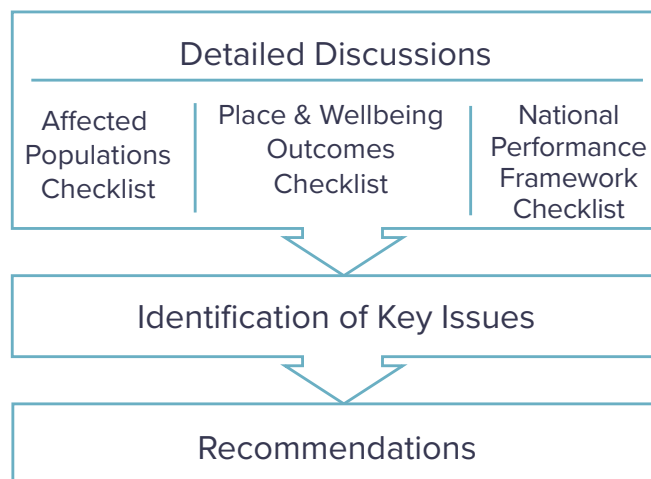 Detailed Discussions
Affected
Populations
Checklist
Place & Wellbeing
Outcomes
Checklist
National
Performance
Framework
Checklist
Identification of Key Issues
Recommendations